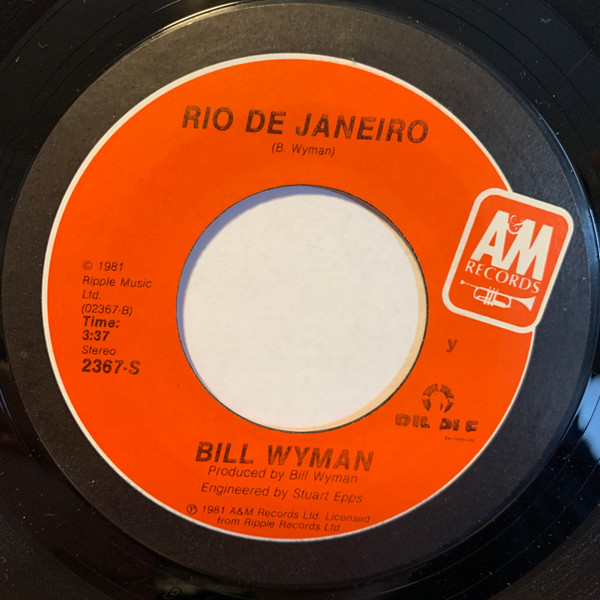 RIO DE JANEIRO
(B. Wyman)
A&M
RECORDS
© 1981
Ripple Music
Ltd.
(02367-B)
Time:
3:37
Stereo
2367-S
y
BILL WYMAN
Produced by Bill Wyman
Engineered by Stuart Epps
℗ 1981 A&M Records Ltd. Licensed
from Ripple Records Ltd